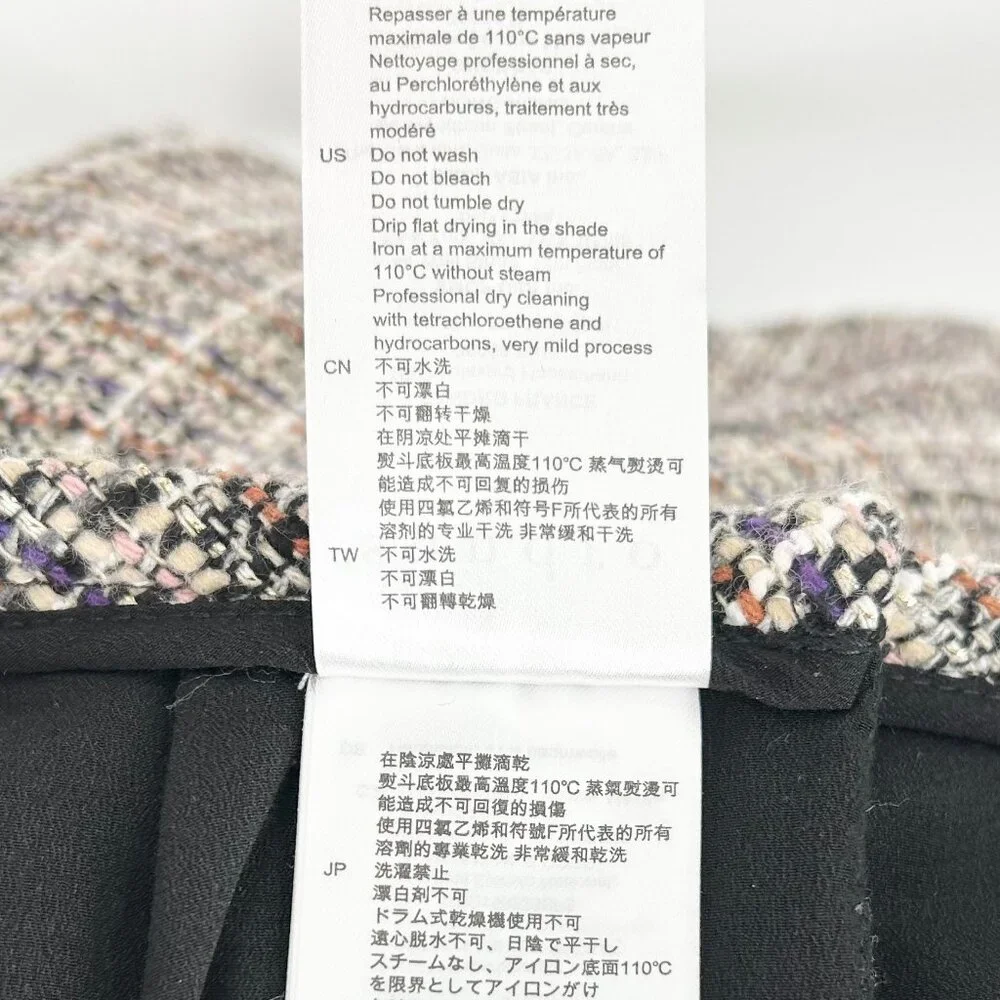 Repasser à une température
maximale de 110°C sans vapeur
Nettoyage professionnel à sec,
au Perchloréthylène et aux
hydrocarbures, traitement très
modéré
US Do not wash
Do not bleach
Do not tumble dry
Drip flat drying in the shade
Iron at a maximum temperature of
110°C without steam
Professional dry cleaning
with tetrachloroethene and
hydrocarbons, very mild process
CN 不可水洗
不可漂白
不可翻转干燥
在阴凉处平摊滴干
熨斗底板最高溫度110℃ 蒸气熨烫可
能造成不可回复的损伤
使用四氯乙烯和符号F所代表的所有
溶剂的专业干洗 非常缓和干洗
TW 不可水洗
不可漂白
不可翻轉乾燥
在陰涼處平攤滴乾
熨斗底板最高溫度110℃ 蒸氣熨燙可
能造成不可回復的損傷
使用四氯乙烯和符號F所代表的所有
溶劑的專業乾洗 非常緩和乾洗
JP 洗濯禁止
漂白剤不可
ドラム式乾燥機使用不可
遠心脱水不可、日陰で平干し
スチームなし、アイロン底面110℃
を限界としてアイロンがけ